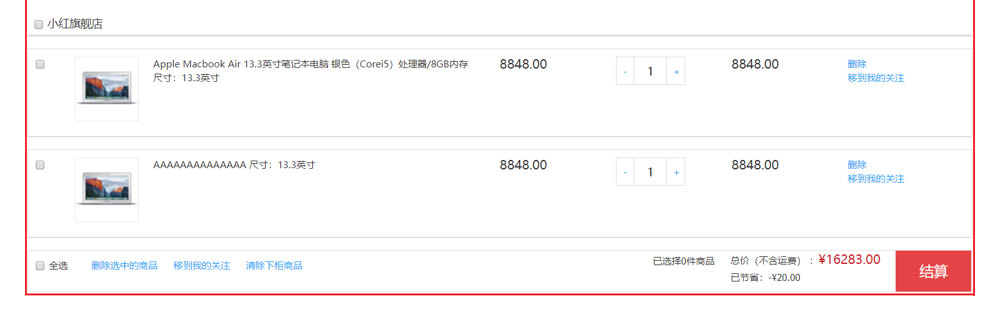 小红旗舰店
Apple Macbook Air 13.3英寸笔记本电脑 银色（Corei5）处理器/8GB内存
尺寸：13.3英寸
8848.00
- 1 +
8848.00
删除
移到我的关注
AAAAAAAAAAAAAA 尺寸：13.3英寸
8848.00
- 1 +
8848.00
删除
移到我的关注
全选 删除选中的商品 移到我的关注 清除下柜商品
已选择0件商品
总价（不含运费）：¥16283.00
已节省：-¥20.00
结算